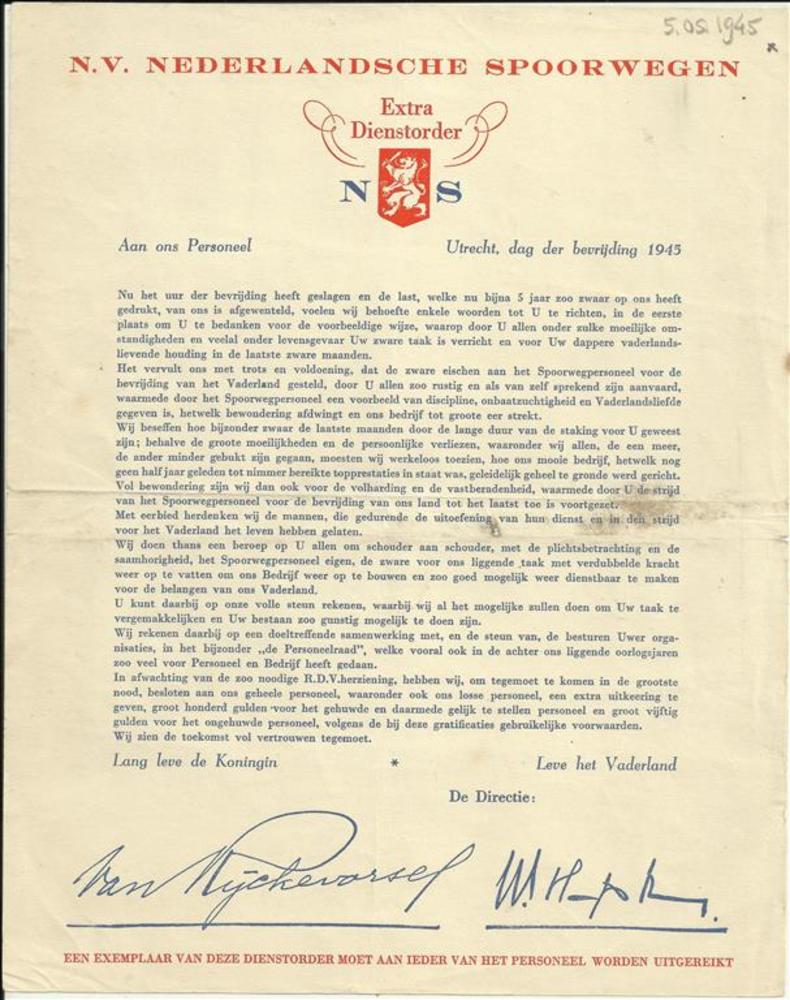 5.05.1945
N.V. NEDERLANDSCHE SPOORWEGEN
Extra
Dienstorder
N S
Aan ons Personeel Utrecht, dag der bevrijding 1945
Nu het uur der bevrijding heeft geslagen en de last, welke nu bijna 5 jaar zoo zwaar op ons heeft
gedrukt, van ons is afgewenteld, voelen wij behoefte enkele woorden tot U te richten, in de eerste
plaats om U te bedanken voor de voorbeeldige wijze, waarop door U allen onder zulke moeilijke om-
standigheden en veelal onder levensgevaar Uw zware taak is verricht en voor Uw dappere vaderlands-
lievende houding in de laatste zware maanden.
Het vervult ons met trots en voldoening, dat de zware eischen aan het Spoorwegpersoneel voor de
bevrijding van het Vaderland gesteld, door U allen zoo rustig en als van zelf sprekend zijn aanvaard,
waarmede door het Spoorwegpersoneel een voorbeeld van discipline, onbaatzuchtigheid en Vaderlandsliefde
gegeven is, hetwelk bewondering afdwingt en ons bedrijf tot groote eer strekt.
Wij beseffen hoe bijzonder zwaar de laatste maanden door de lange duur van de staking voor U geweest
zijn; behalve de groote moeilijkheden en de persoonlijke verliezen, waaronder wij allen, de een meer,
de ander minder gebukt zijn gegaan, moesten wij werkeloos toezien, hoe ons mooie bedrijf, hetwelk nog
geen half jaar geleden tot nimmer bereikte topprestaties in staat was, geleidelijk geheel te gronde werd gericht.
Vol bewondering zijn wij dan ook voor de volharding en de vastberadenheid, waarmede door U de strijd
van het Spoorwegpersoneel voor de bevrijding van ons land tot het laatst toe is voortgezet.
Met eerbied herdenken wij de mannen, die gedurende de uitoefening van hun dienst en in den strijd
voor het Vaderland het leven hebben gelaten.
Wij doen thans een beroep op U allen om schouder aan schouder, met de plichtsbetrachting en de
saamhorigheid, het Spoorwegpersoneel eigen, de zware voor ons liggende taak met verdubbelde kracht
weer op te vatten om ons Bedrijf weer op te bouwen en zoo goed mogelijk weer dienstbaar te maken
voor de belangen van ons Vaderland.
U kunt daarbij op onze volle steun rekenen, waarbij wij al het mogelijke zullen doen om Uw taak te
vergemakkelijken en Uw bestaan zoo gunstig mogelijk te doen zijn.
Wij rekenen daarbij op een doeltreffende samenwerking met, en de steun van, de besturen Uwer orga-
nisaties, in het bijzonder „de Personeelraad”, welke vooral ook in de achter ons liggende oorlogsjaren
zoo veel voor Personeel en Bedrijf heeft gedaan.
In afwachting van de zoo noodige R.D.V.herziening, hebben wij, om tegemoet te komen in de grootste
nood, besloten aan ons geheele personeel, waaronder ook ons losse personeel, een extra uitkeering te
geven, groot honderd gulden voor het gehuwde en daarmede gelijk te stellen personeel en groot vijftig
gulden voor het ongehuwde personeel, volgens de bij deze gratificaties gebruikelijke voorwaarden.
Wij zien de toekomst vol vertrouwen tegemoet.
Lang leve de Koningin * Leve het Vaderland
De Directie:
Van Rijckevorsel
EEN EXEMPLAAR VAN DEZE DIENSTORDER MOET AAN IEDER VAN HET PERSONEEL WORDEN UITGEREIKT